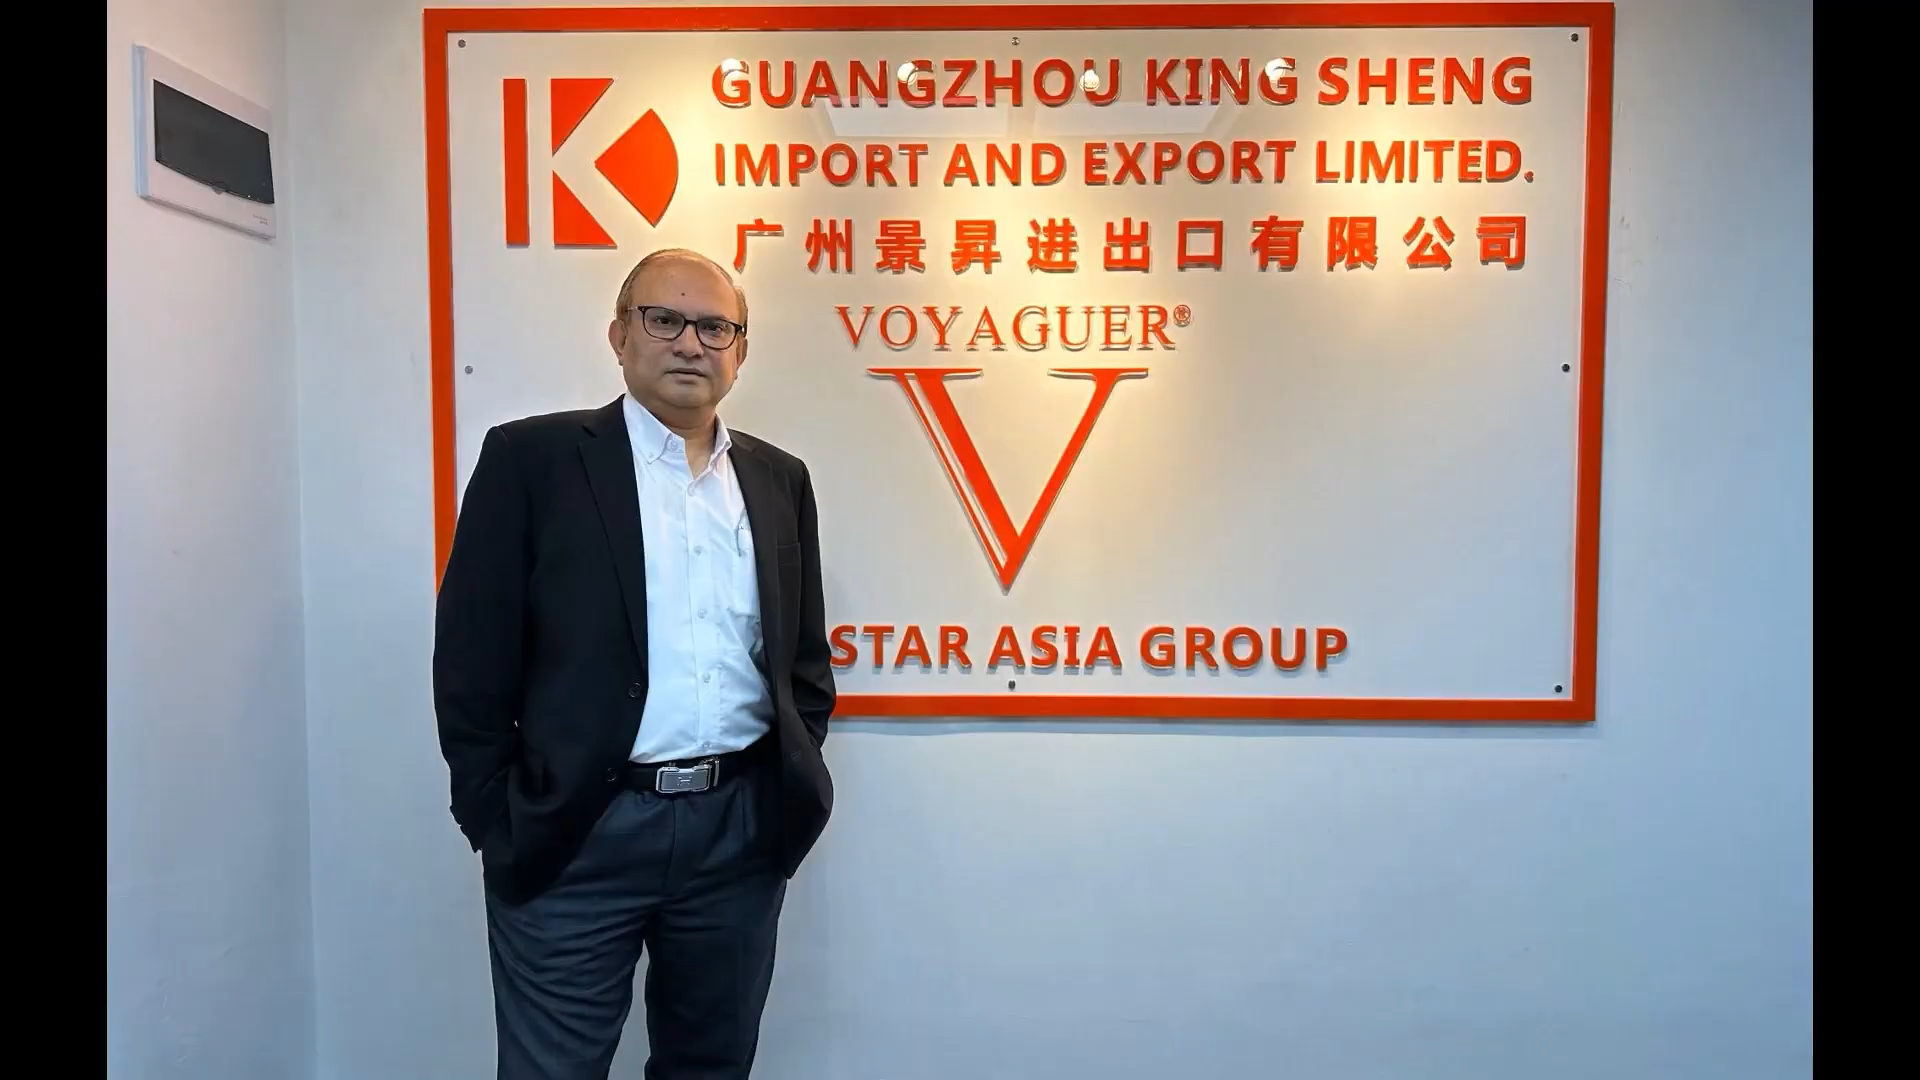 GUANGZHOU KING SHENG
IMPORT AND EXPORT LIMITED.
广州景昇进出口有限公司
VOYAGUER®
V
STAR ASIA GROUP